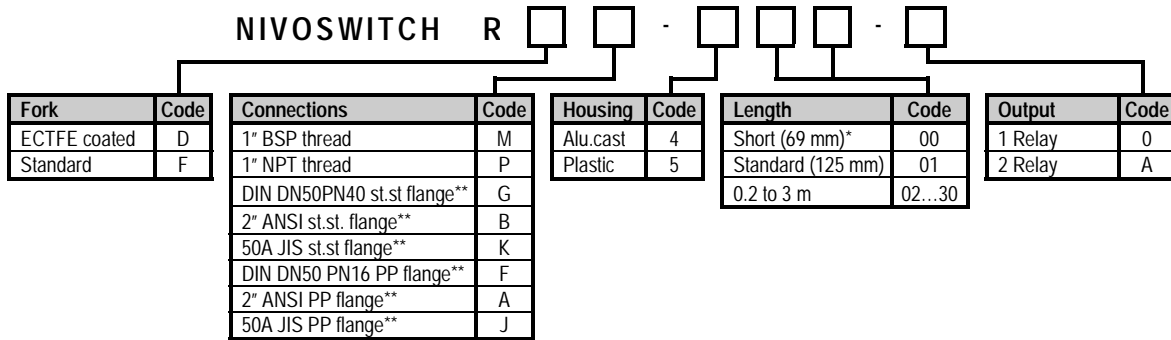 NIVOSWITCH R - -
Fork Code
ECTFE coated D
Standard F
Connections Code
1″ BSP thread M
1″ NPT thread P
DIN DN50PN40 st.st flange** G
2″ ANSI st.st. flange** B
50A JIS st.st flange** K
DIN DN50 PN16 PP flange** F
2″ ANSI PP flange** A
50A JIS PP flange** J
Housing Code
Alu.cast 4
Plastic 5
Length Code
Short (69 mm)* 00
Standard (125 mm) 01
0.2 to 3 m 02…30
Output Code
1 Relay 0
2 Relay A